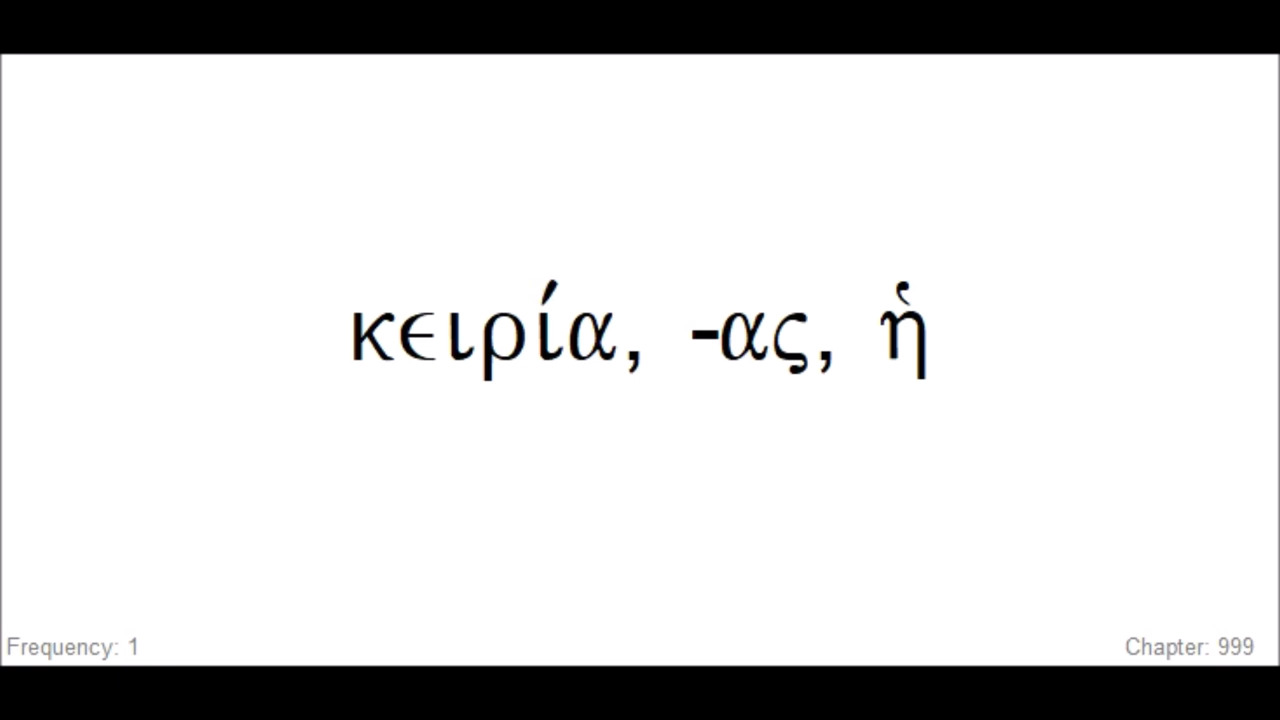 κειρία, -ας, ἡ
Frequency: 1
Chapter: 999